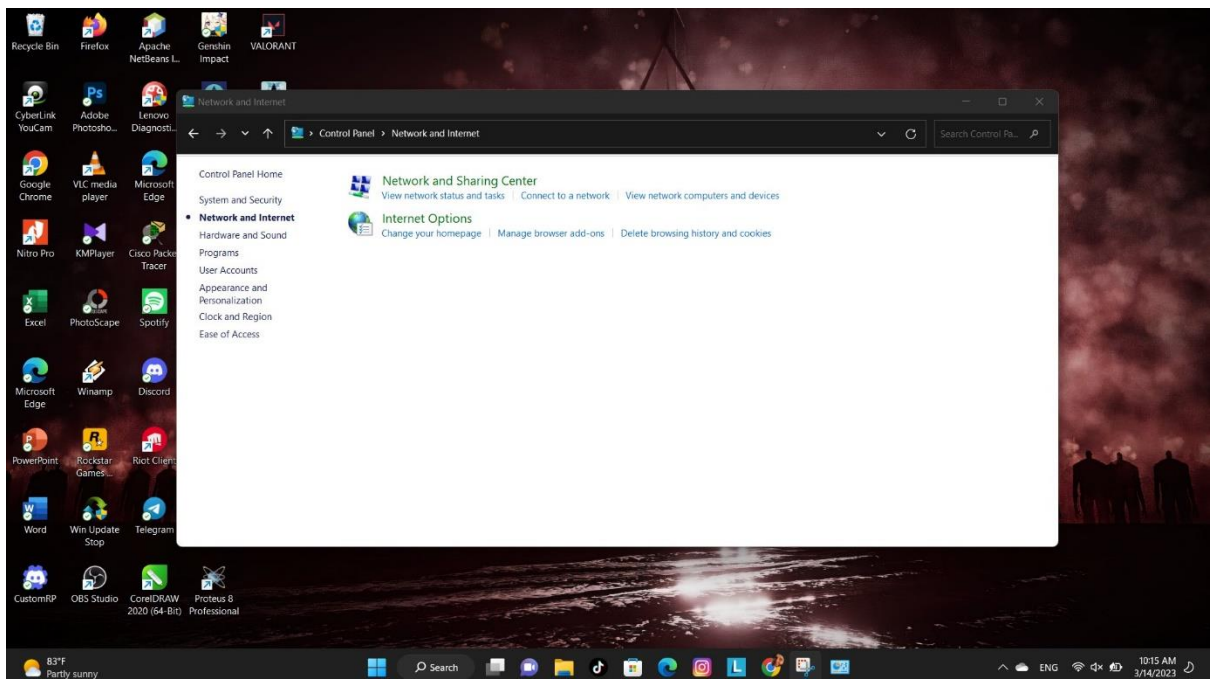 Recycle Bin
Firefox
Apache
NetBeans I...
Genshin
Impact
VALORANT
CyberLink
YouCam
Adobe
Photosho...
Lenovo
Diagnosti...
Google
Chrome
VLC media
player
Microsoft
Edge
Nitro Pro
KMPlayer
Cisco Packe
Tracer
Excel
PhotoScape
Spotify
Microsoft
Edge
Winamp
Discord
PowerPoint
Rockstar
Games ...
Riot Client
Word
Win Update
Stop
Telegram
CustomRP
OBS Studio
CorelDRAW
2020 (64-Bit)
Proteus 8
Professional
Network and Internet
Control Panel > Network and Internet
Search Control Pa...
Control Panel Home
System and Security
Network and Internet
Hardware and Sound
Programs
User Accounts
Appearance and
Personalization
Clock and Region
Ease of Access
Network and Sharing Center
View network status and tasks | Connect to a network | View network computers and devices
Internet Options
Change your homepage | Manage browser add-ons | Delete browsing history and cookies
83°F
Partly sunny
Search
ENG
10:15 AM
3/14/2023